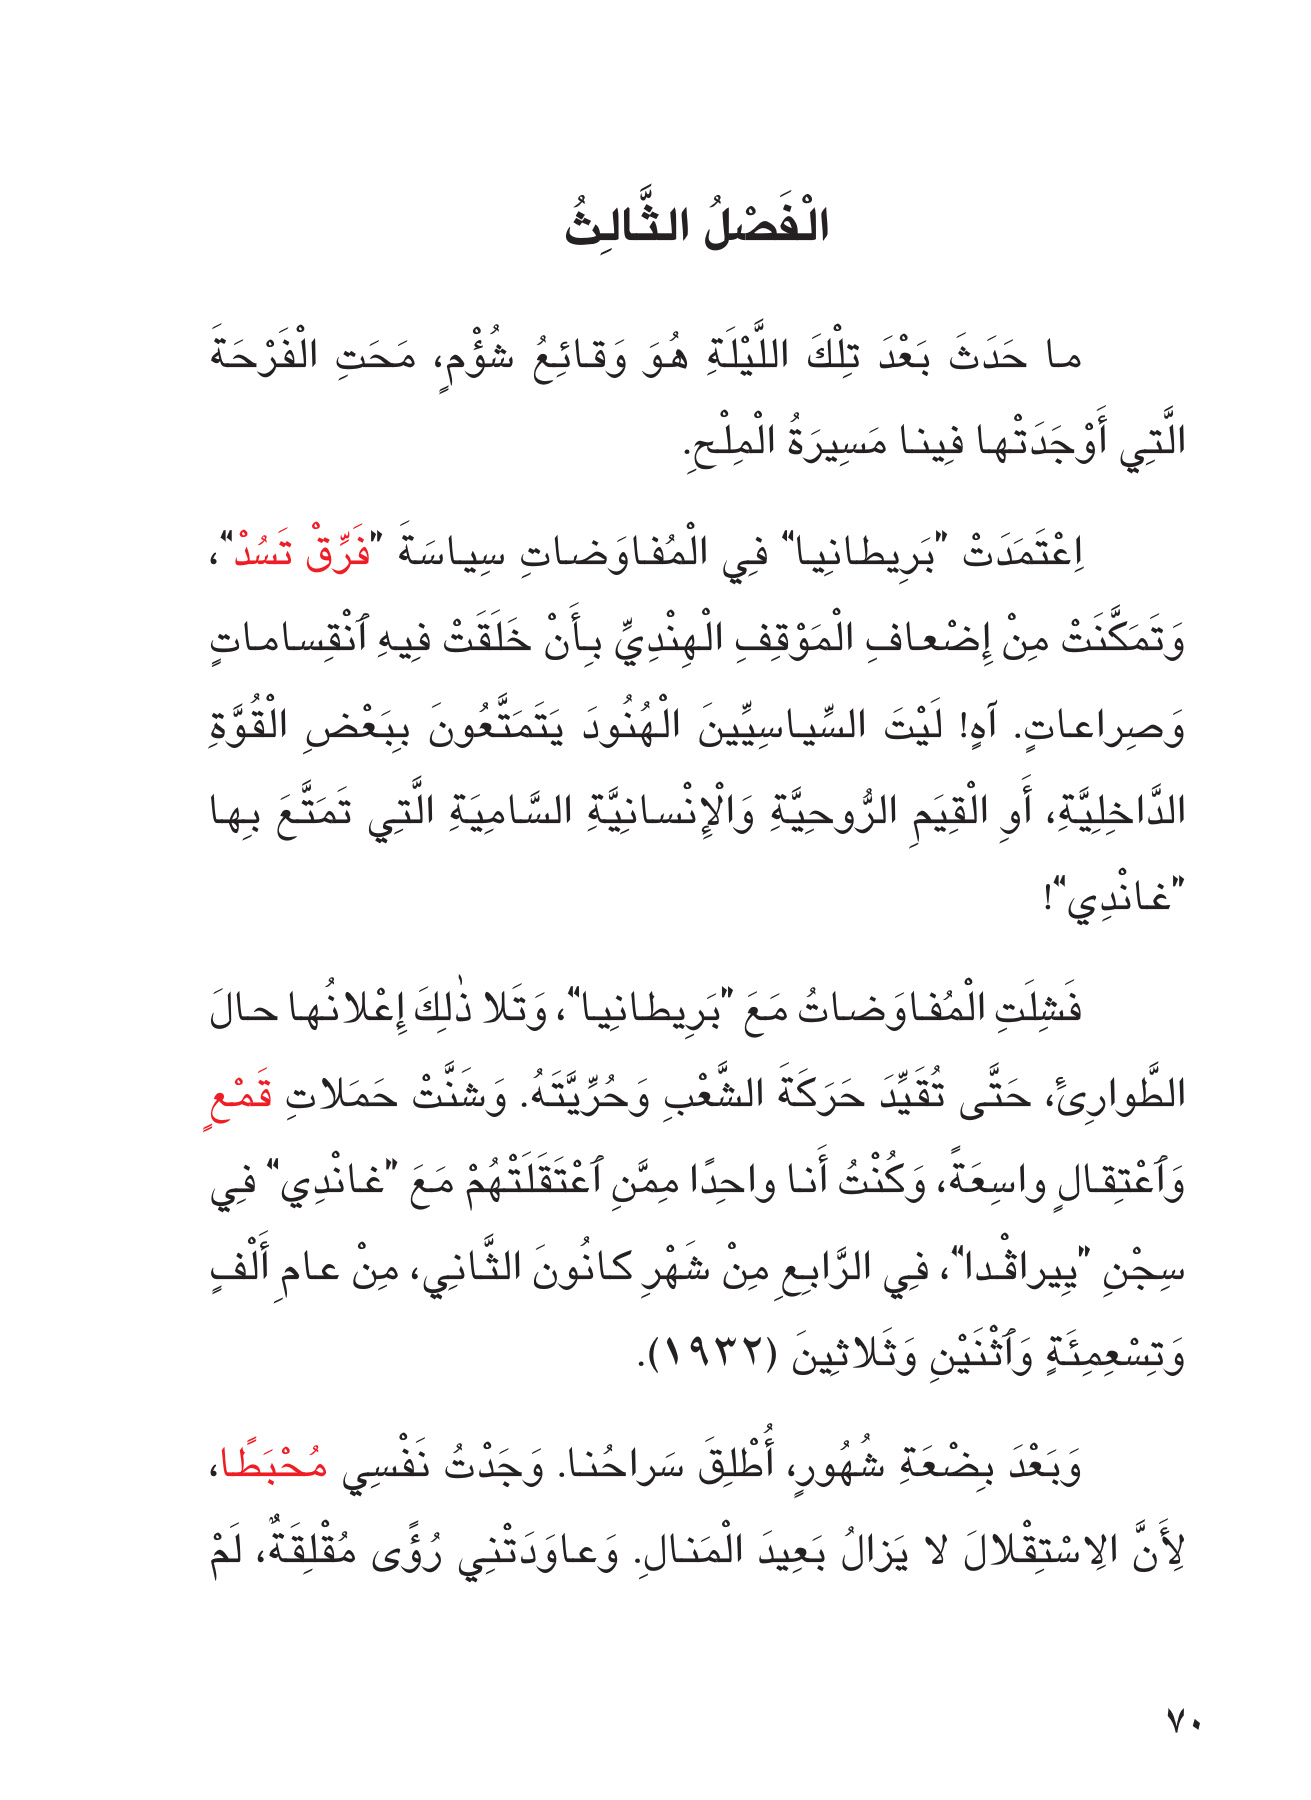 الْفَصْلُ الثَّالِثُ
ما حَدَثَ بَعْدَ تِلْكَ اللَّيْلَةِ هُوَ وَقائِعُ شُؤْمٍ، مَحَتِ الْفَرْحَةَ
الَّتِي أَوْجَدَتْها فِينا مَسِيرَةُ الْمِلْحِ.
اِعْتَمَدَتْ "بَرِيطانِيا" فِي الْمُفاوَضاتِ سِياسَةَ "فَرِّقْ تَسُدْ"،
وَتَمَكَّنَتْ مِنْ إِضْعافِ الْمَوْقِفِ الْهِنْدِيِّ بِأَنْ خَلَقَتْ فِيهِ ٱنْقِساماتٍ
وَصِراعاتٍ. آهٍ! لَيْتَ السِّياسِيِّينَ الْهُنُودَ يَتَمَتَّعُونَ بِبَعْضِ الْقُوَّةِ
الدَّاخِلِيَّةِ، أَوِ الْقِيَمِ الرُّوحِيَّةِ وَالْإِنْسانِيَّةِ السَّامِيَةِ الَّتِي تَمَتَّعَ بِها
"غانْدِي"!
فَشِلَتِ الْمُفاوَضاتُ مَعَ "بَرِيطانِيا"، وَتَلا ذٰلِكَ إِعْلانُها حالَ
الطَّوارِئِ، حَتَّى تُقَيِّدَ حَرَكَةَ الشَّعْبِ وَحُرِّيَّتَهُ. وَشَنَّتْ حَمَلاتِ قَمْعٍ
وَٱعْتِقالٍ واسِعَةً، وَكُنْتُ أَنا واحِدًا مِمَّنِ ٱعْتَقَلَتْهُمْ مَعَ "غانْدِي" فِي
سِجْنِ "يِيراڤْدا"، فِي الرَّابِعِ مِنْ شَهْرِ كانُونَ الثَّانِي، مِنْ عامِ أَلْفٍ
وَتِسْعِمِئَةٍ وَٱثْنَيْنِ وَثَلاثِينَ (١٩٣٢).
وَبَعْدَ بِضْعَةِ شُهُورٍ، أُطْلِقَ سَراحُنا. وَجَدْتُ نَفْسِي مُحْبَطًا،
لِأَنَّ الِاسْتِقْلالَ لا يَزالُ بَعِيدَ الْمَنالِ. وَعاوَدَتْنِي رُؤًى مُقْلِقَةٌ، لَمْ
٧٠